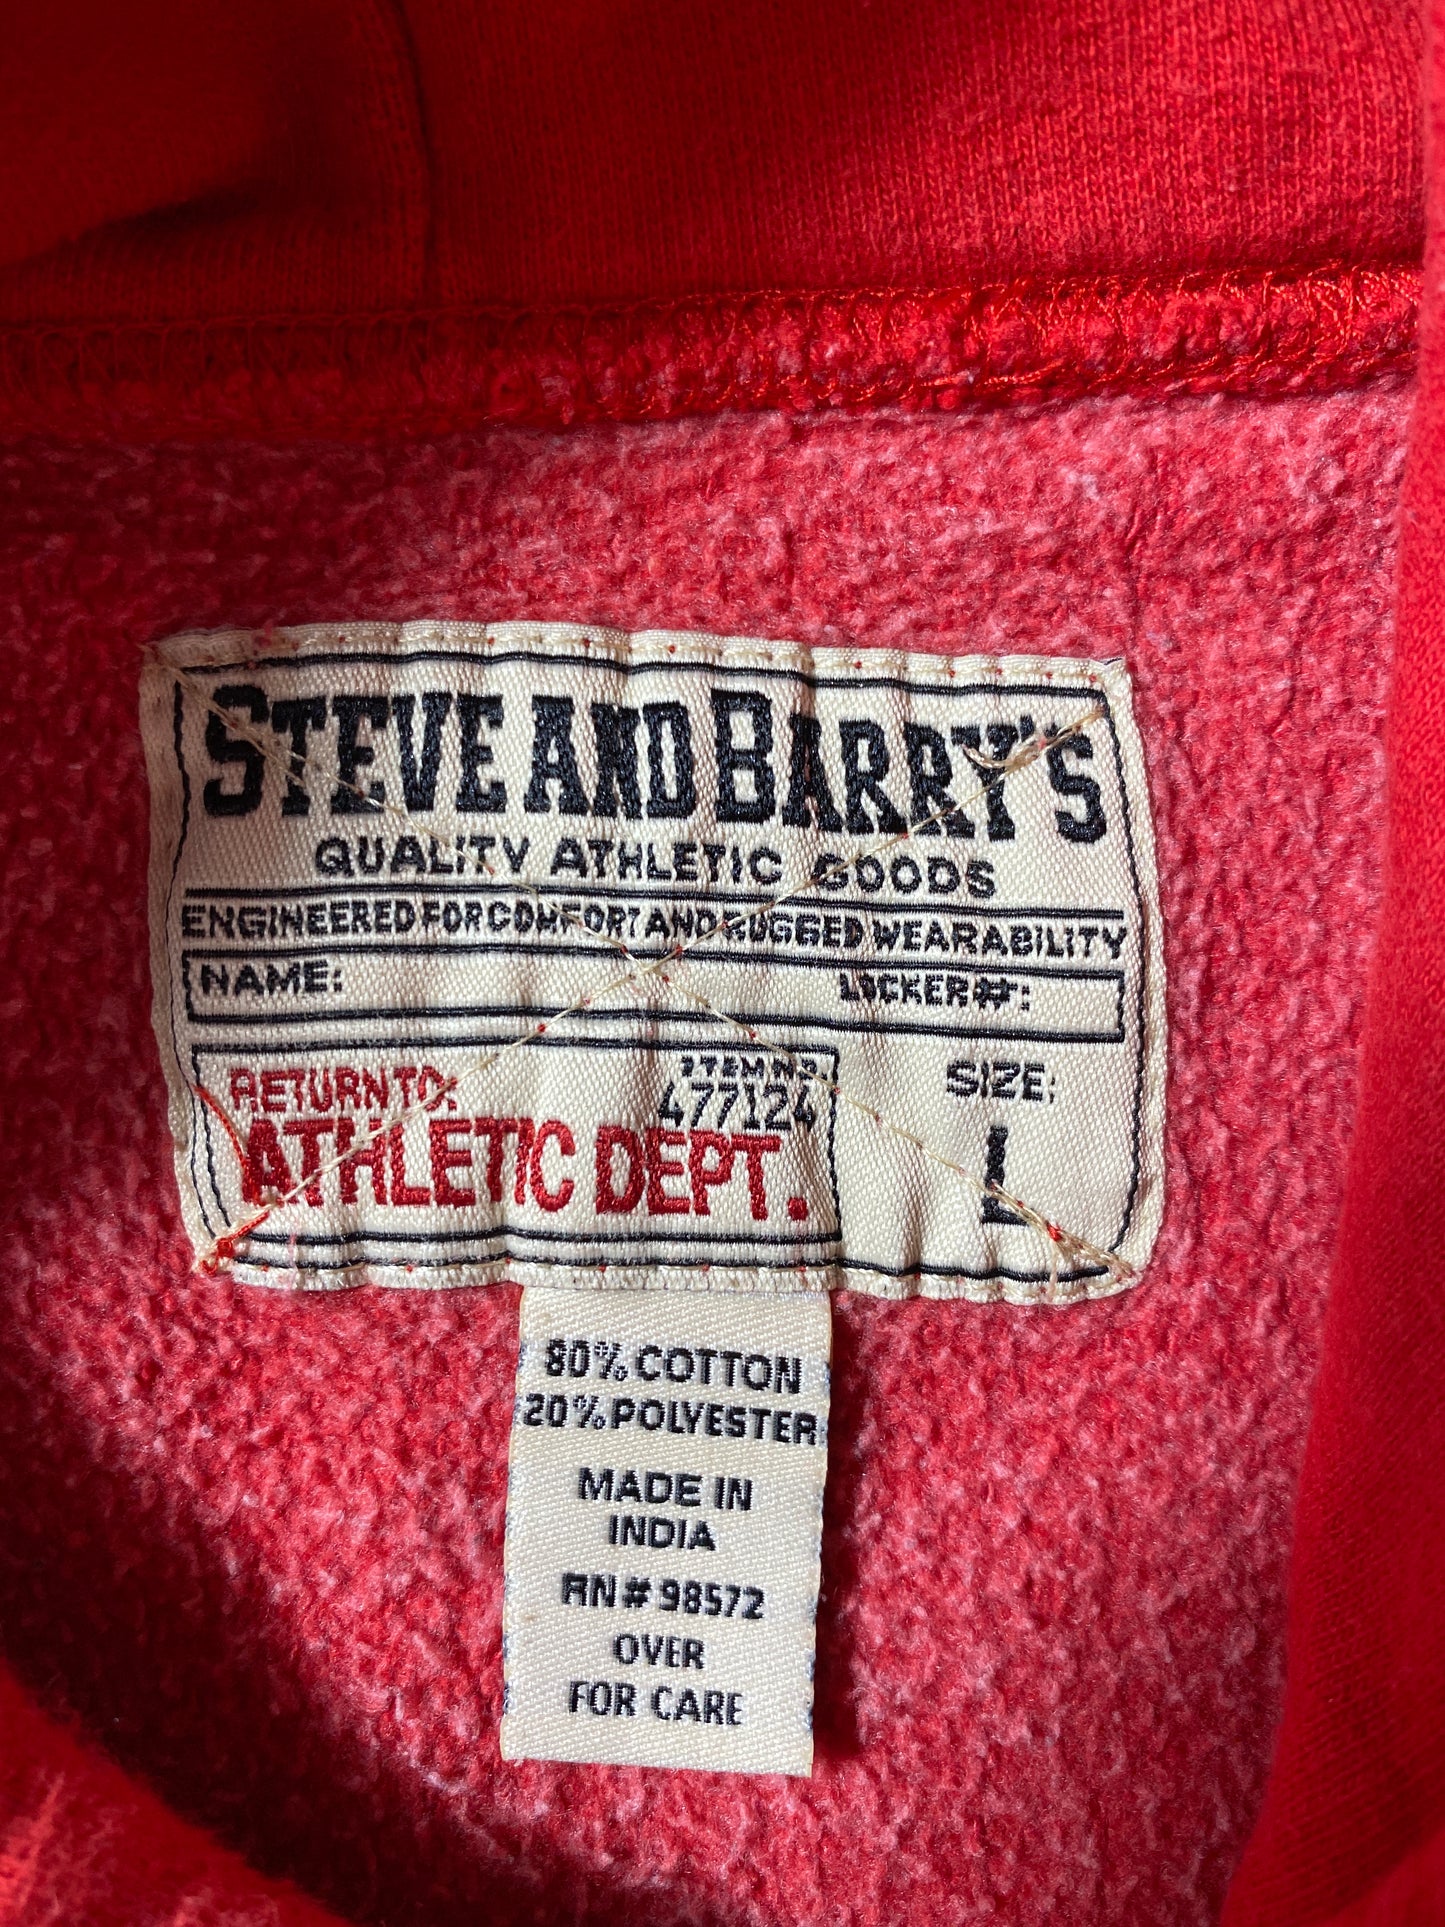 STEVE AND BARRY'S
QUALITY ATHLETIC GOODS
ENGINEERED FOR COMFORT AND RUGGED WEARABILITY
NAME: LOCKER#:
RETURN TO:
ITEM NO.
477124
ATHLETIC DEPT.
SIZE:
L
80% COTTON
20% POLYESTER
MADE IN
INDIA
RN# 98572
OVER
FOR CARE